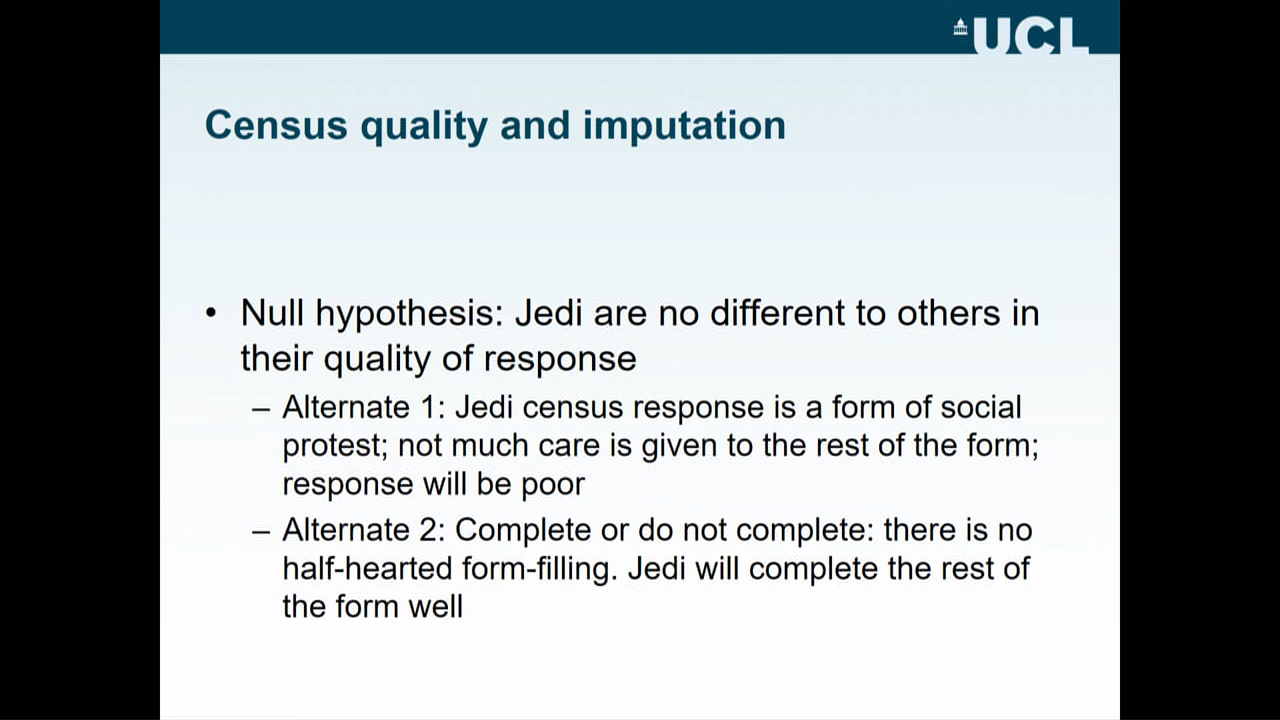 UCL
Census quality and imputation
• Null hypothesis: Jedi are no different to others in
their quality of response
– Alternate 1: Jedi census response is a form of social
protest; not much care is given to the rest of the form;
response will be poor
– Alternate 2: Complete or do not complete: there is no
half-hearted form-filling. Jedi will complete the rest of
the form well